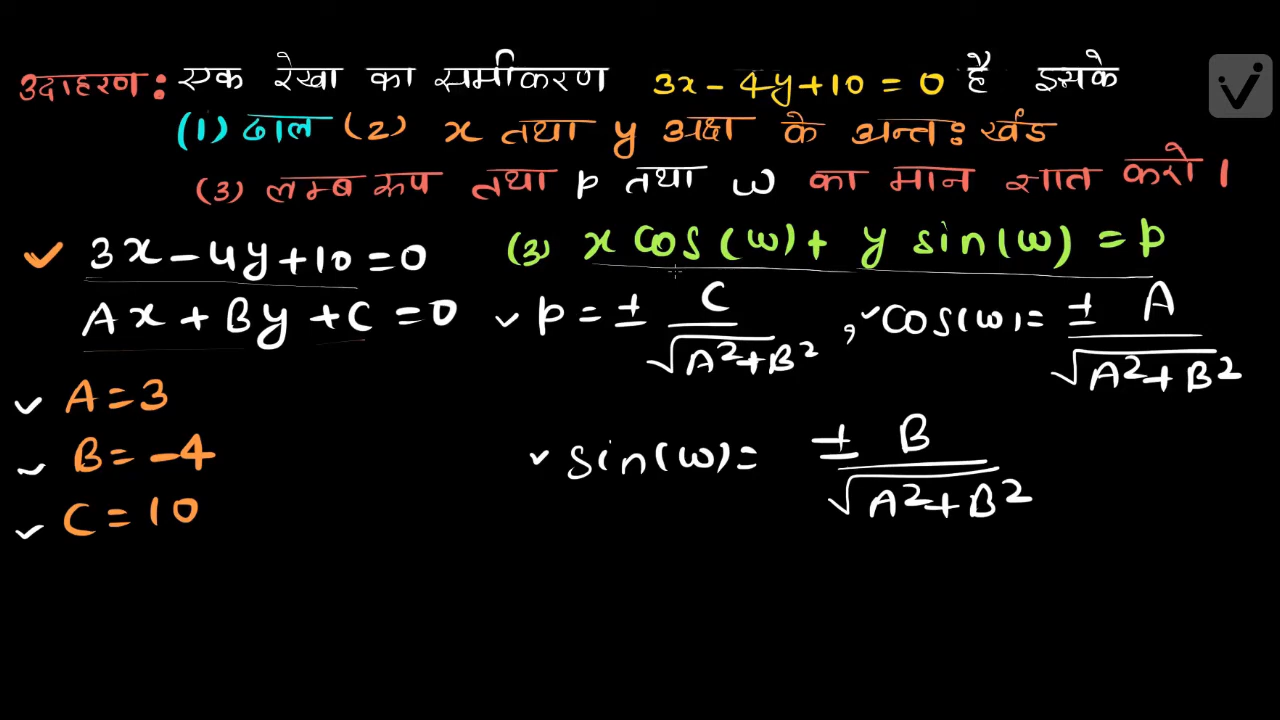 उदाहरण: एक रेखा का समीकरण 3x - 4y + 10 = 0 है इसके
(1) ढाल (2) x तथा y अक्ष के अन्तः खंड
(3) लम्ब रूप तथा p तथा ω का मान ज्ञात करो।
3x - 4y + 10 = 0
Ax + By + C = 0
A = 3
B = -4
C = 10
(3) x cos(ω) + y sin(ω) = p
p = ± C / √A²+B² , cos(ω) = ± A / √A²+B²
sin(ω) = ± B / √A²+B²